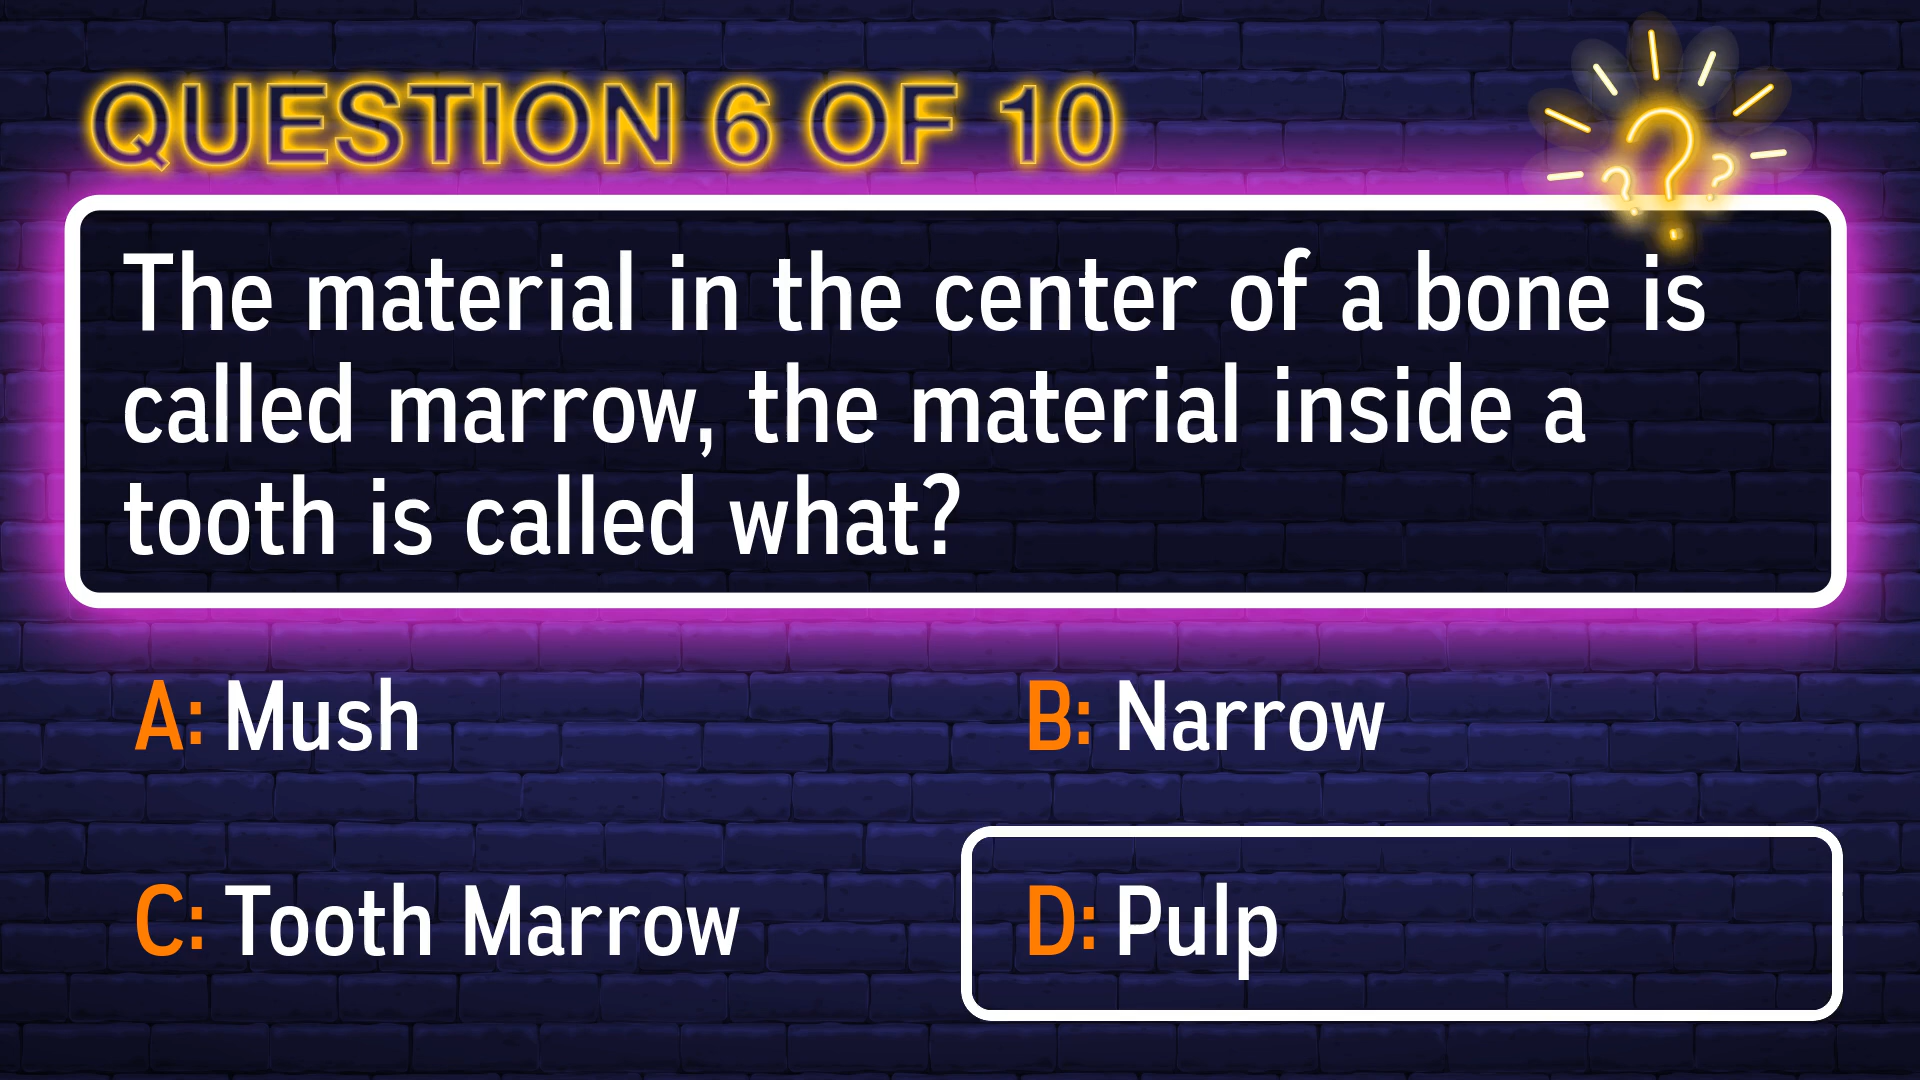 QUESTION 6 OF 10
The material in the center of a bone is
called marrow, the material inside a
tooth is called what?
A: Mush
B: Narrow
C: Tooth Marrow
D: Pulp